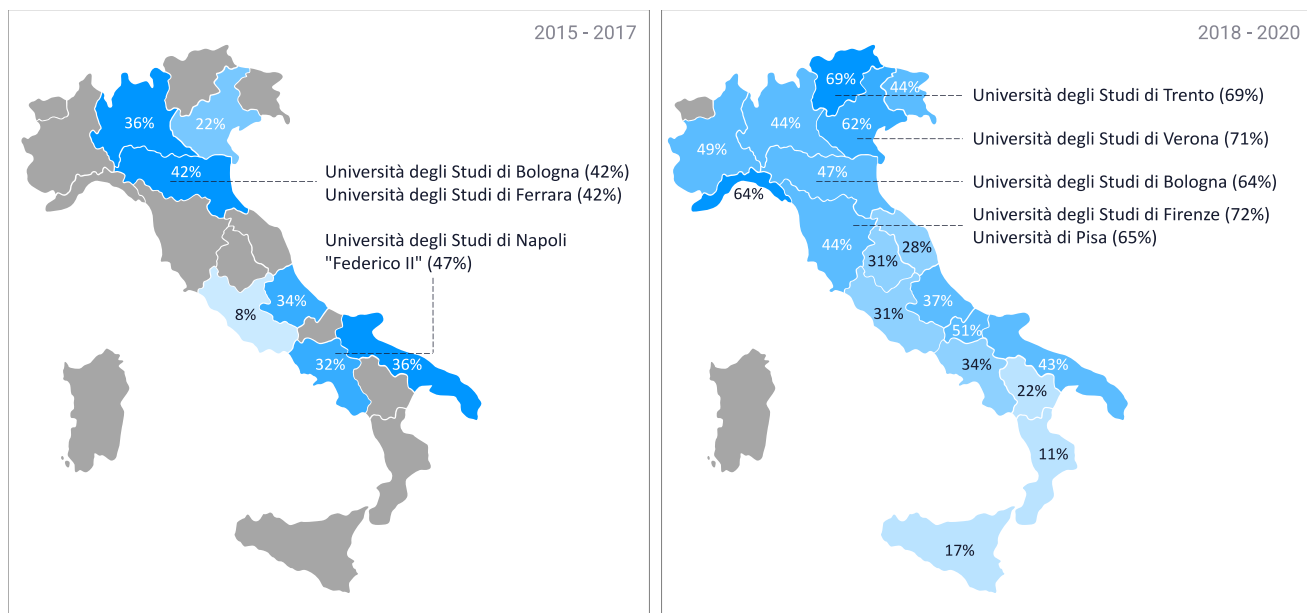 2015 - 2017
36%
22%
42%
Università degli Studi di Bologna (42%)
Università degli Studi di Ferrara (42%)
Università degli Studi di Napoli
"Federico II" (47%)
34%
8%
32%
36%
2018 - 2020
69%
44%
Università degli Studi di Trento (69%)
44%
62%
Università degli Studi di Verona (71%)
49%
47%
Università degli Studi di Bologna (64%)
64%
Università degli Studi di Firenze (72%)
Università di Pisa (65%)
44%
28%
31%
37%
31%
51%
34%
43%
22%
11%
17%